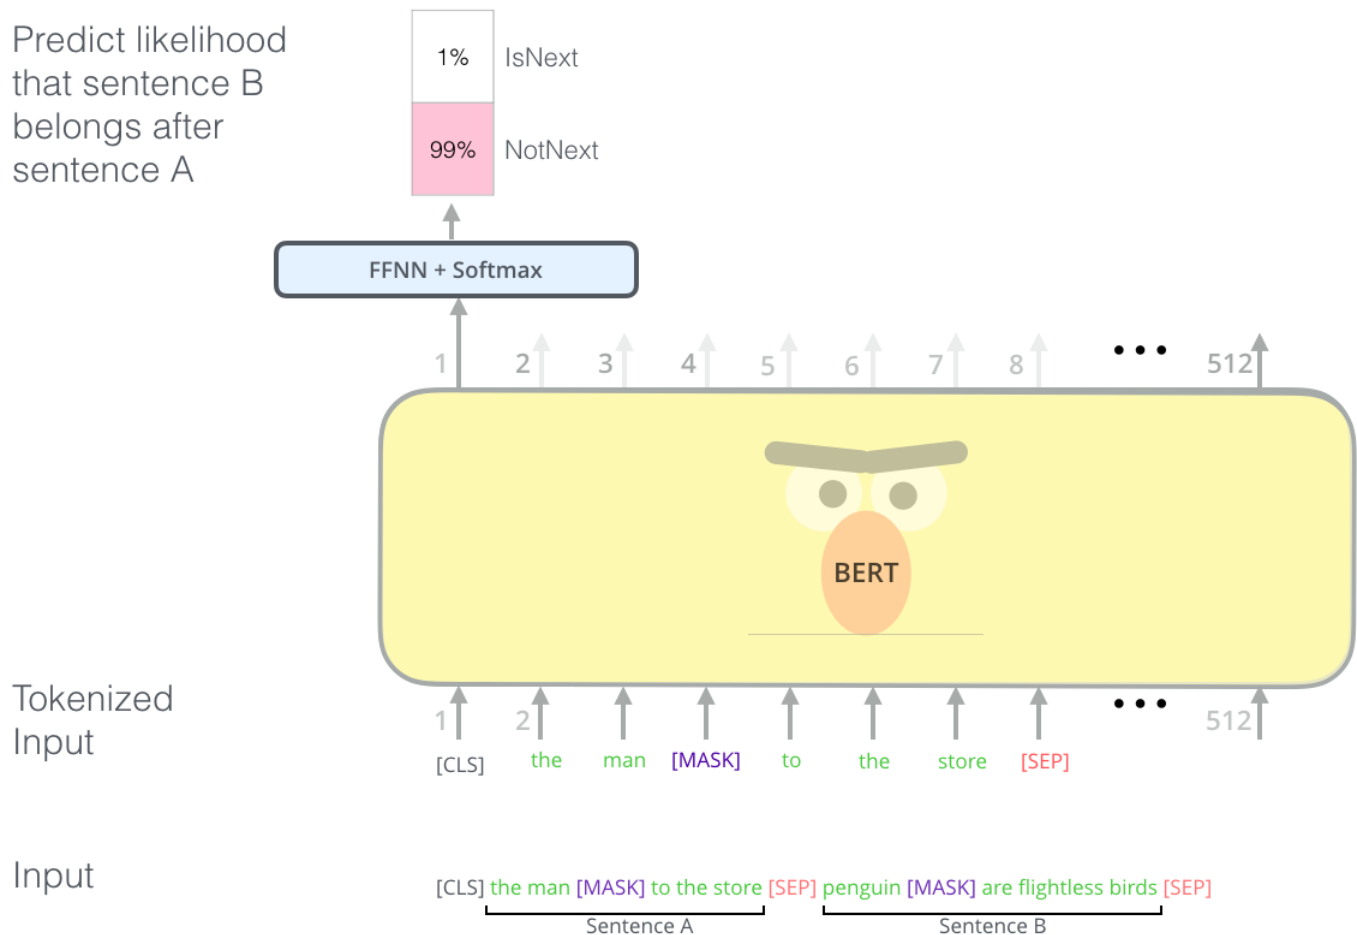 Predict likelihood
that sentence B
belongs after
sentence A
1% IsNext
99% NotNext
FFNN + Softmax
1 2 3 4 5 6 7 8 ••• 512
BERT
Tokenized
Input
1 2 ••• 512
[CLS] the man [MASK] to the store [SEP]
Input
[CLS] the man [MASK] to the store [SEP] penguin [MASK] are flightless birds [SEP]
Sentence A Sentence B